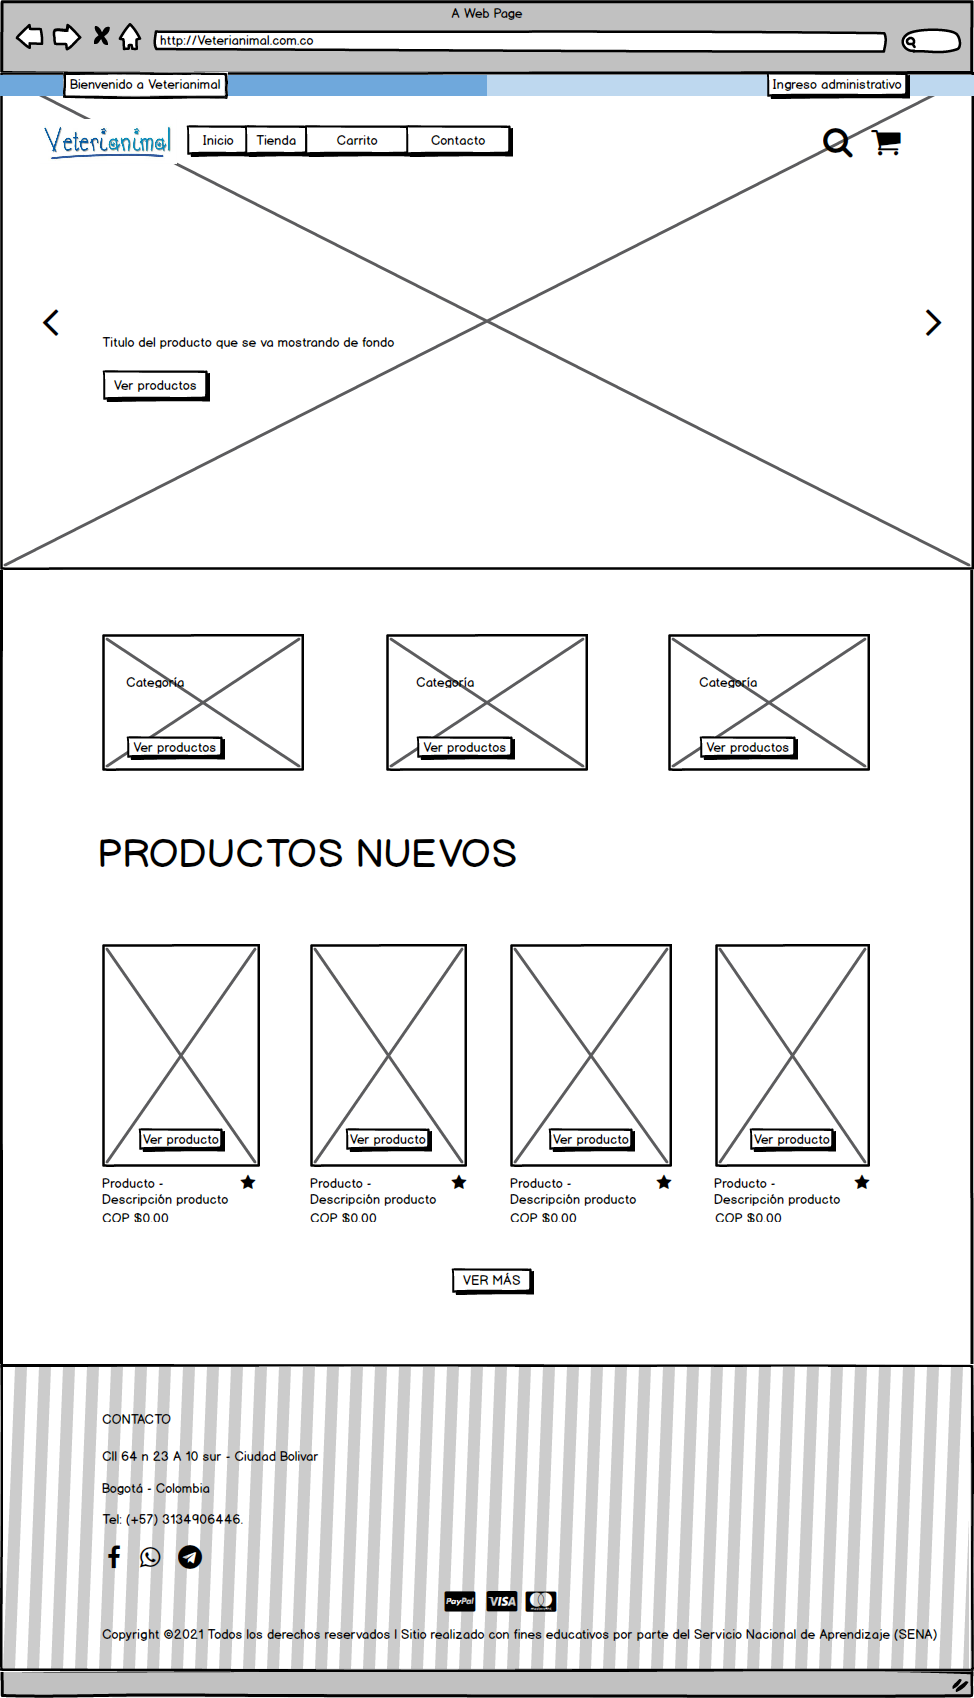 A Web Page
http://Veterianimal.com.co
Bienvenido a Veterianimal
Ingreso administrativo
Veterianimal
Inicio Tienda Carrito Contacto
Titulo del producto que se va mostrando de fondo
Ver productos
Categoría Categoría Categoría
Ver productos Ver productos Ver productos
PRODUCTOS NUEVOS
Ver producto Ver producto Ver producto Ver producto
Producto - Producto - Producto - Producto -
Descripción producto Descripción producto Descripción producto Descripción producto
COP $0.00 COP $0.00 COP $0.00 COP $0.00
VER MÁS
CONTACTO
Cll 64 n 23 A 10 sur - Ciudad Bolivar
Bogotá - Colombia
Tel: (+57) 3134906446.
PayPal VISA
Copyright ©2021 Todos los derechos reservados | Sitio realizado con fines educativos por parte del Servicio Nacional de Aprendizaje (SENA)